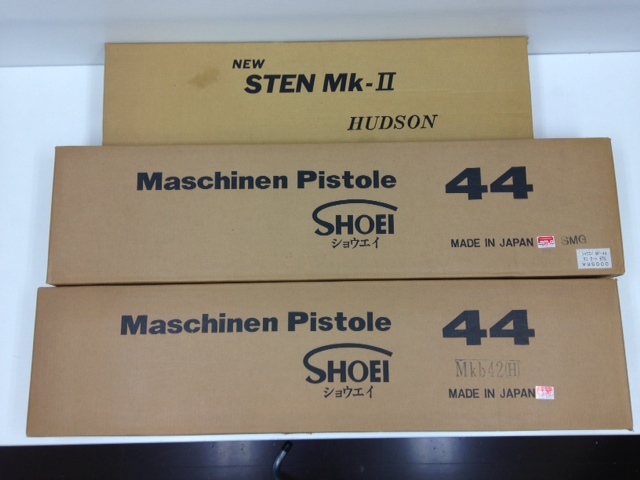 NEW
STEN Mk-II
HUDSON
Maschinen Pistole 44
SHOEI
ショウエイ
MADE IN JAPAN SMG
Maschinen Pistole 44
SHOEI
Mkb42(H)
ショウエイ
MADE IN JAPAN